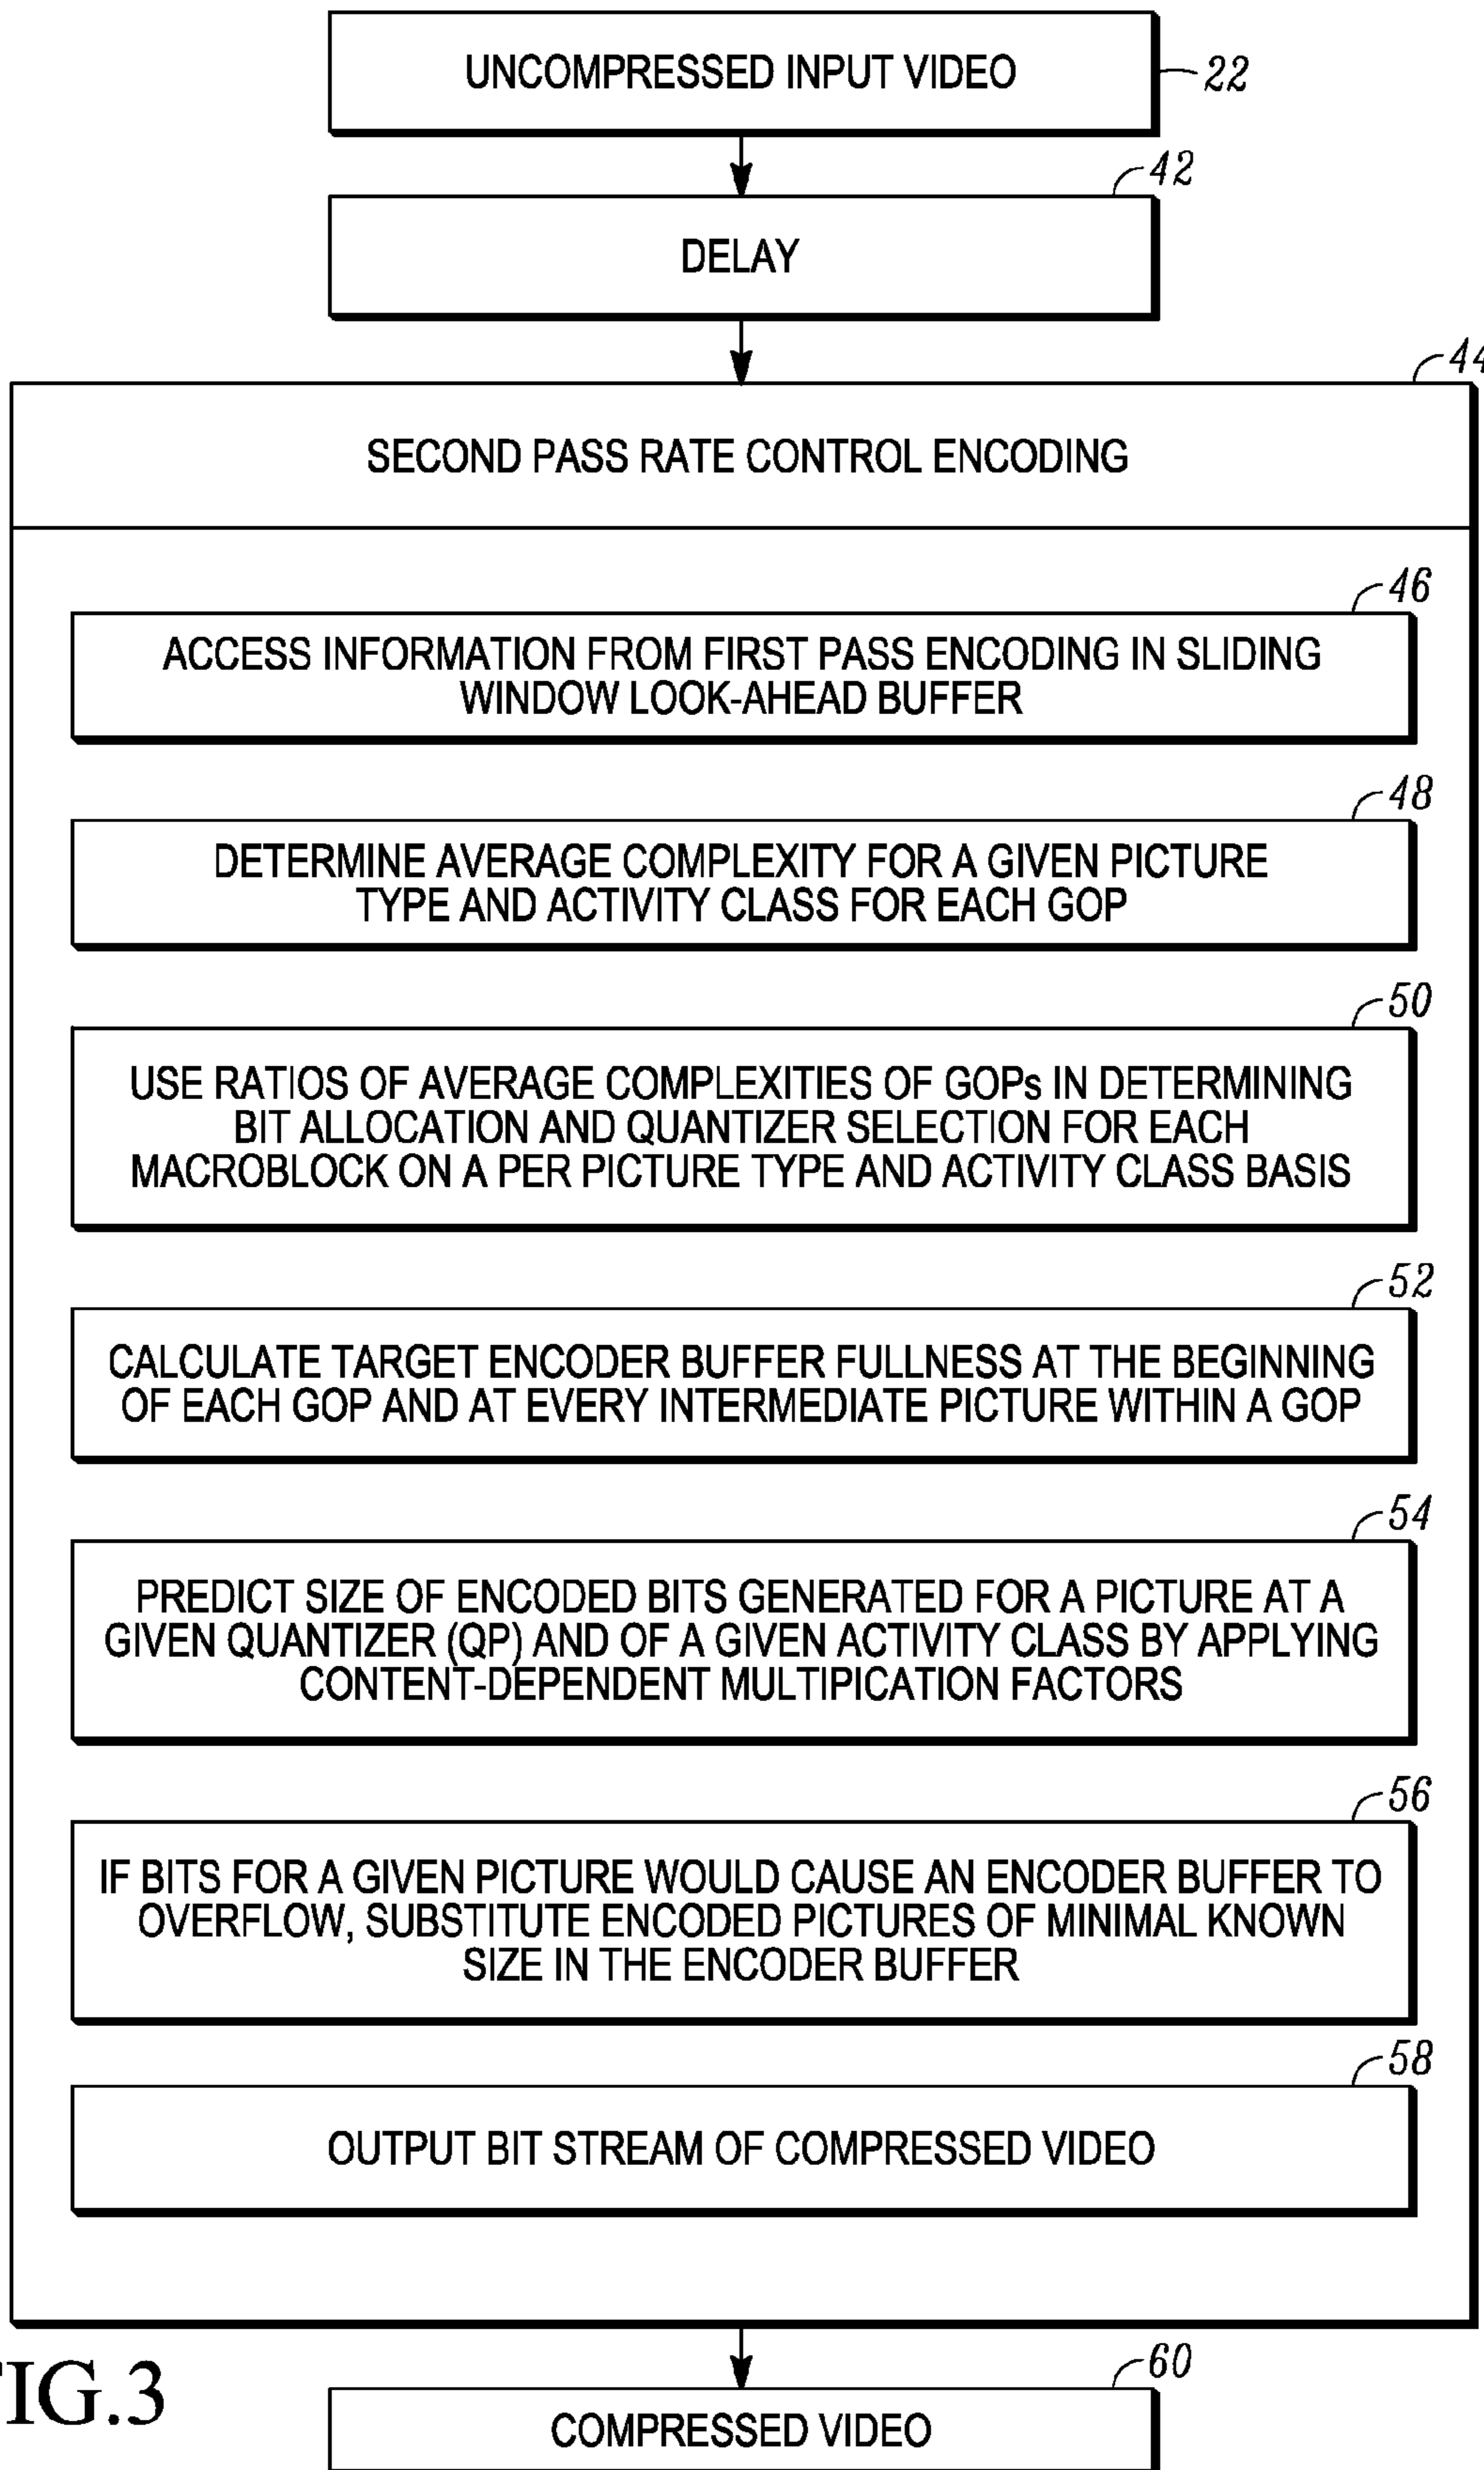 UNCOMPRESSED INPUT VIDEO
22
42
DELAY
44
SECOND PASS RATE CONTROL ENCODING
46
ACCESS INFORMATION FROM FIRST PASS ENCODING IN SLIDING
WINDOW LOOK-AHEAD BUFFER
48
DETERMINE AVERAGE COMPLEXITY FOR A GIVEN PICTURE
TYPE AND ACTIVITY CLASS FOR EACH GOP
50
USE RATIOS OF AVERAGE COMPLEXITIES OF GOPs IN DETERMINING
BIT ALLOCATION AND QUANTIZER SELECTION FOR EACH
MACROBLOCK ON A PER PICTURE TYPE AND ACTIVITY CLASS BASIS
52
CALCULATE TARGET ENCODER BUFFER FULLNESS AT THE BEGINNING
OF EACH GOP AND AT EVERY INTERMEDIATE PICTURE WITHIN A GOP
54
PREDICT SIZE OF ENCODED BITS GENERATED FOR A PICTURE AT A
GIVEN QUANTIZER (QP) AND OF A GIVEN ACTIVITY CLASS BY APPLYING
CONTENT-DEPENDENT MULTIPICATION FACTORS
56
IF BITS FOR A GIVEN PICTURE WOULD CAUSE AN ENCODER BUFFER TO
OVERFLOW, SUBSTITUTE ENCODED PICTURES OF MINIMAL KNOWN
SIZE IN THE ENCODER BUFFER
58
OUTPUT BIT STREAM OF COMPRESSED VIDEO
60
COMPRESSED VIDEO
FIG.3